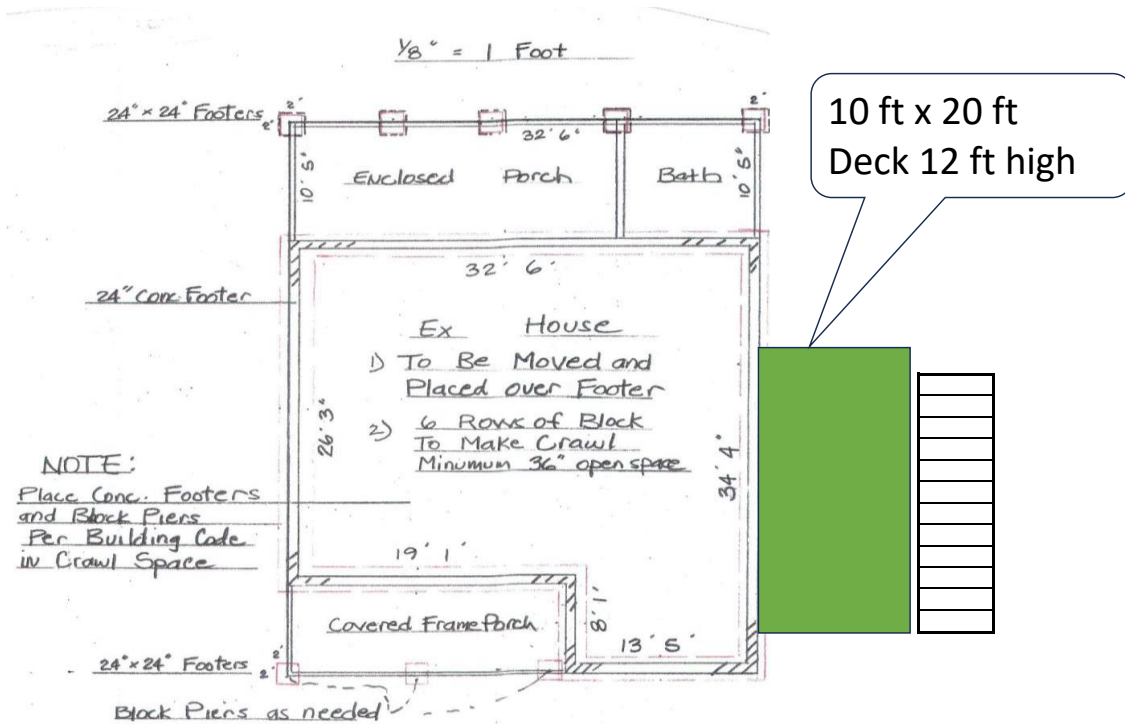 1/8" = 1 Foot
10 ft x 20 ft
Deck 12 ft high
24" x 24" Footers
2'
2'
2'
32' 6"
10' 5"
Enclosed Porch
Bath
10' 5"
32' 6"
24" Conc. Footer
Ex House
1) To Be Moved and
Placed over Footer
2) 6 Rows of Block
To Make Crawl
Minumum 36" open space
26' 3"
34' 4"
NOTE:
Place Conc. Footers
and Block Piers
Per Building Code
in Crawl Space
19' 1"
8' 1"
Covered Frame Porch
13' 5"
24" x 24" Footers
2'
2'
Block Piers as needed